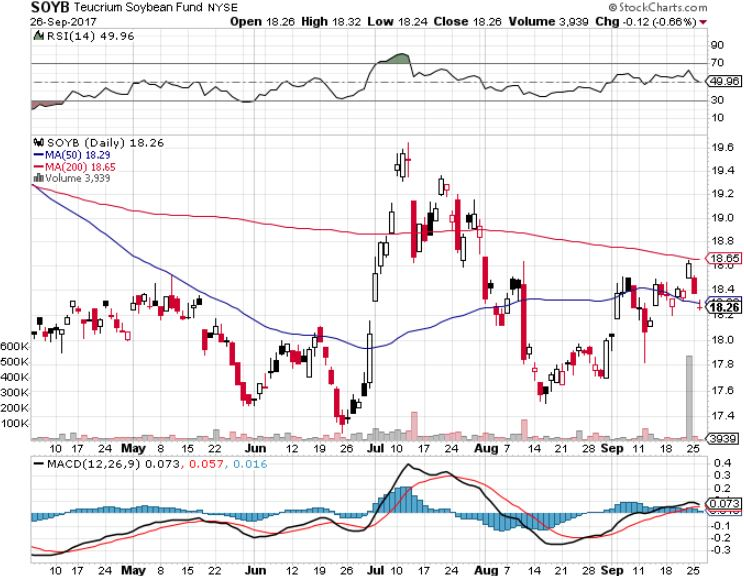 SOYB Teucrium Soybean Fund NYSE © StockCharts.com
26-Sep-2017 Open 18.26 High 18.32 Low 18.24 Close 18.26 Volume 3,939 Chg -0.12 (-0.66%)
RSI(14) 49.96
90
70
49.96
30
10
SOYB (Daily) 18.26
MA(50) 18.29
MA(200) 18.65
Volume 3,939
19.6
19.4
19.2
19.0
18.8
18.65
18.4
18.26
18.2
18.0
17.8
17.6
17.4
600K
500K
400K
300K
200K
100K
3939
10 17 24 May 8 15 22 Jun 12 19 26 Jul 10 17 24 Aug 7 14 21 28 Sep 11 18 25
MACD(12,26,9) 0.073, 0.057, 0.016
0.4
0.3
0.2
0.073
-0.1
-0.2
-0.3
10 17 24 May 8 15 22 Jun 12 19 26 Jul 10 17 24 Aug 7 14 21 28 Sep 11 18 25